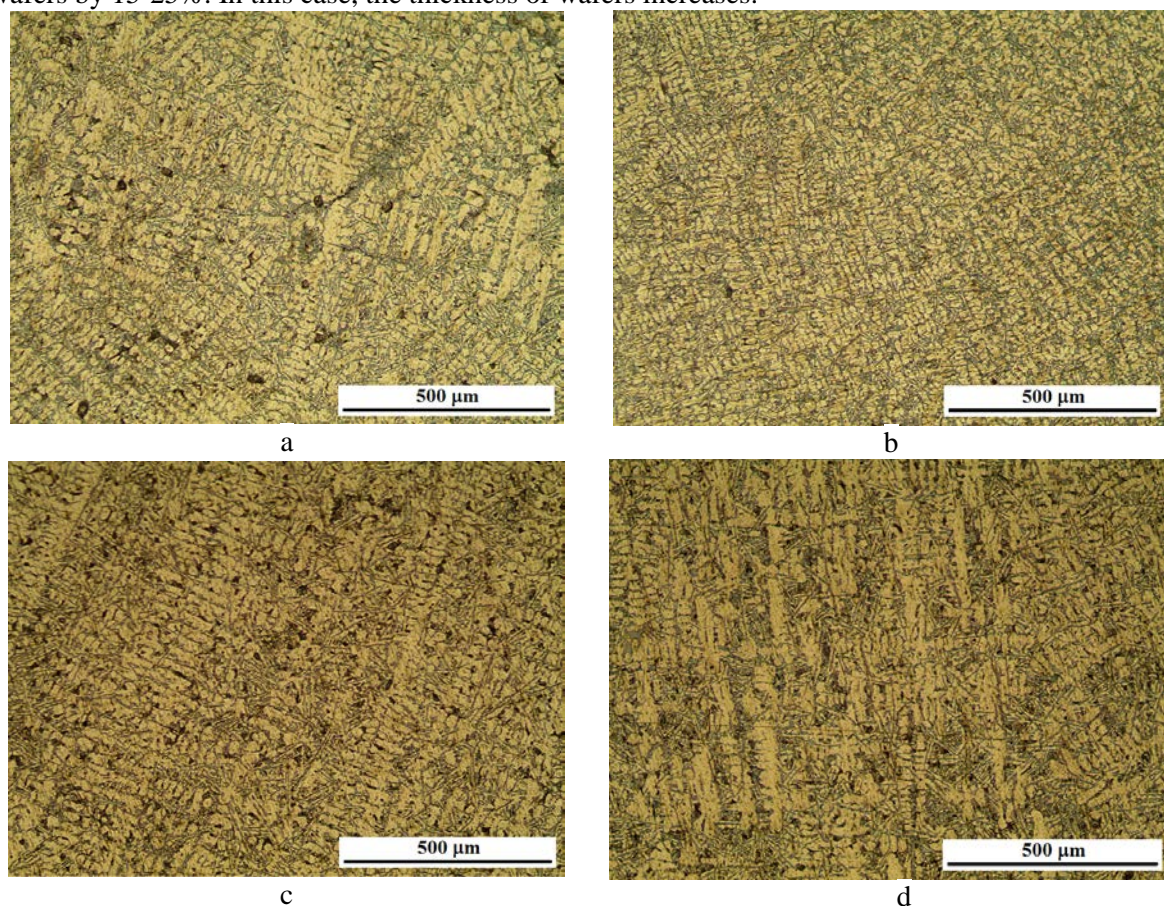 wafers by 15-25%. In this case, the thickness of wafers increases.
500 µm
500 µm
a
b
500 µm
500 µm
c
d